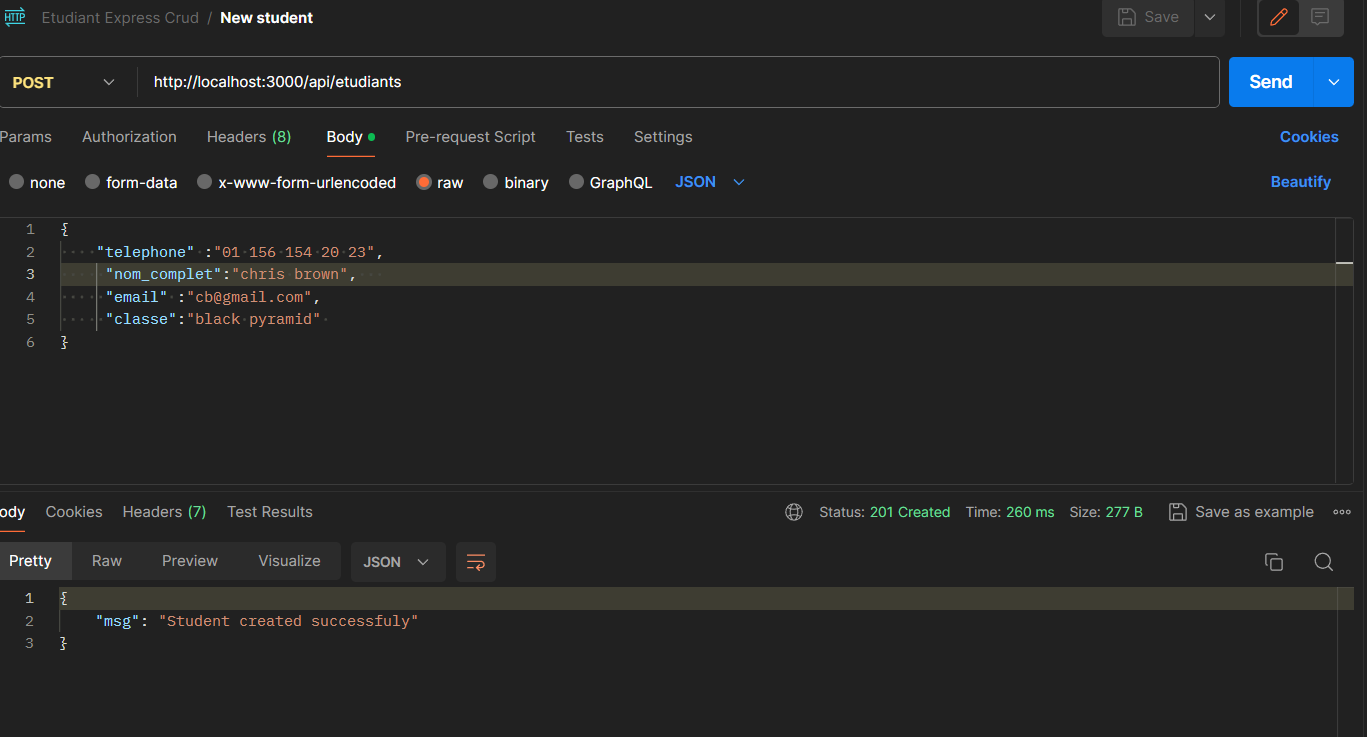 HTTP Etudiant Express Crud / New student Save
POST http://localhost:3000/api/etudiants Send
Params Authorization Headers (8) Body Pre-request Script Tests Settings Cookies
none form-data x-www-form-urlencoded raw binary GraphQL JSON Beautify
1 {
2 "telephone" :"01 156 154 20 23",
3 "nom_complet":"chris brown",
4 "email" :"cb@gmail.com",
5 "classe":"black pyramid"
6 }
ody Cookies Headers (7) Test Results Status: 201 Created Time: 260 ms Size: 277 B Save as example
Pretty Raw Preview Visualize JSON
1 {
2 "msg": "Student created successfuly"
3 }